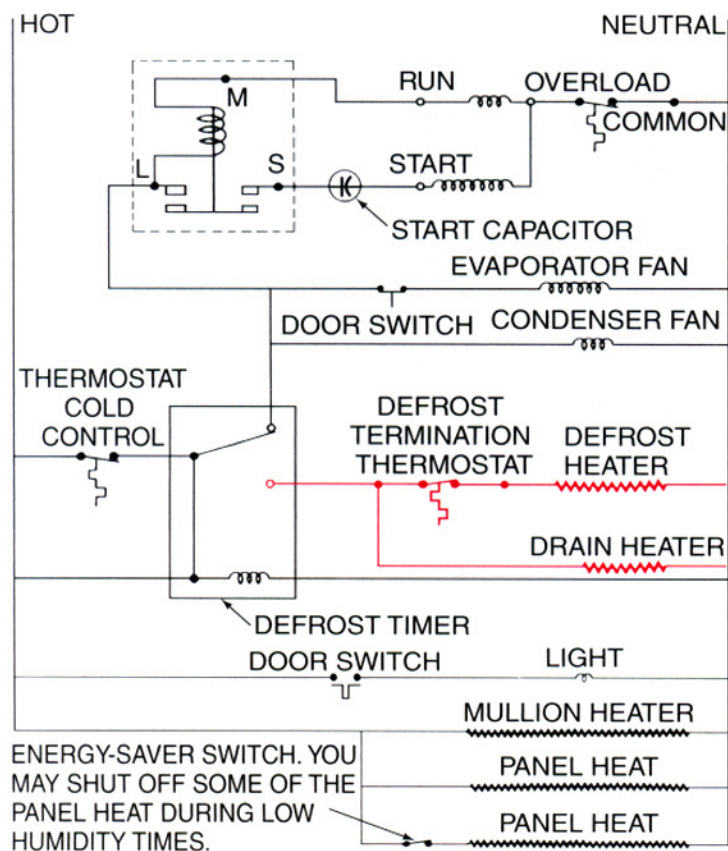 HOT
NEUTRAL
M
RUN
OVERLOAD
COMMON
L
S
START
START CAPACITOR
EVAPORATOR FAN
DOOR SWITCH
CONDENSER FAN
THERMOSTAT
COLD
CONTROL
DEFROST
TERMINATION
THERMOSTAT
DEFROST
HEATER
DRAIN HEATER
DEFROST TIMER
DOOR SWITCH
LIGHT
MULLION HEATER
ENERGY-SAVER SWITCH. YOU
MAY SHUT OFF SOME OF THE
PANEL HEAT DURING LOW
HUMIDITY TIMES.
PANEL HEAT
PANEL HEAT